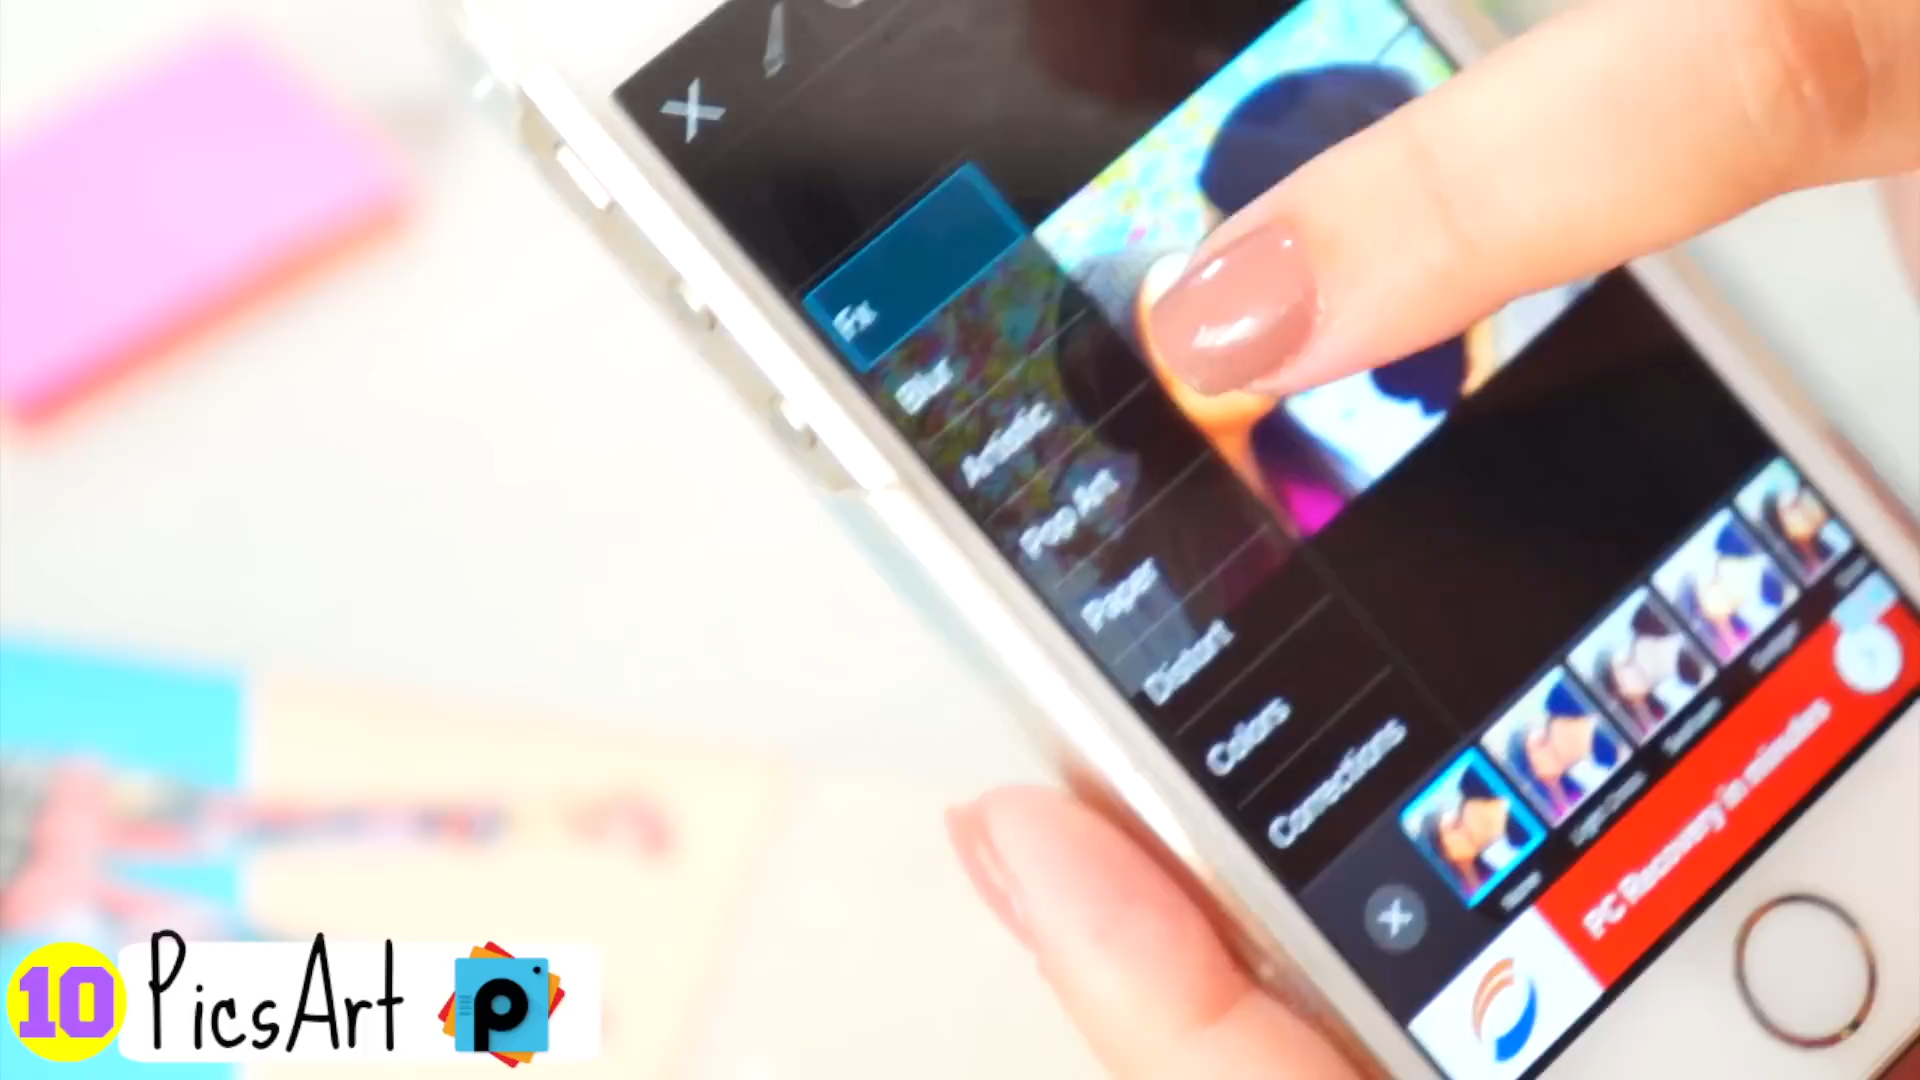 Fx
Blur
Artistic
Pop Art
Paper
Distort
Colors
Corrections
PC Recovery in minutes
10 PicsArt
p